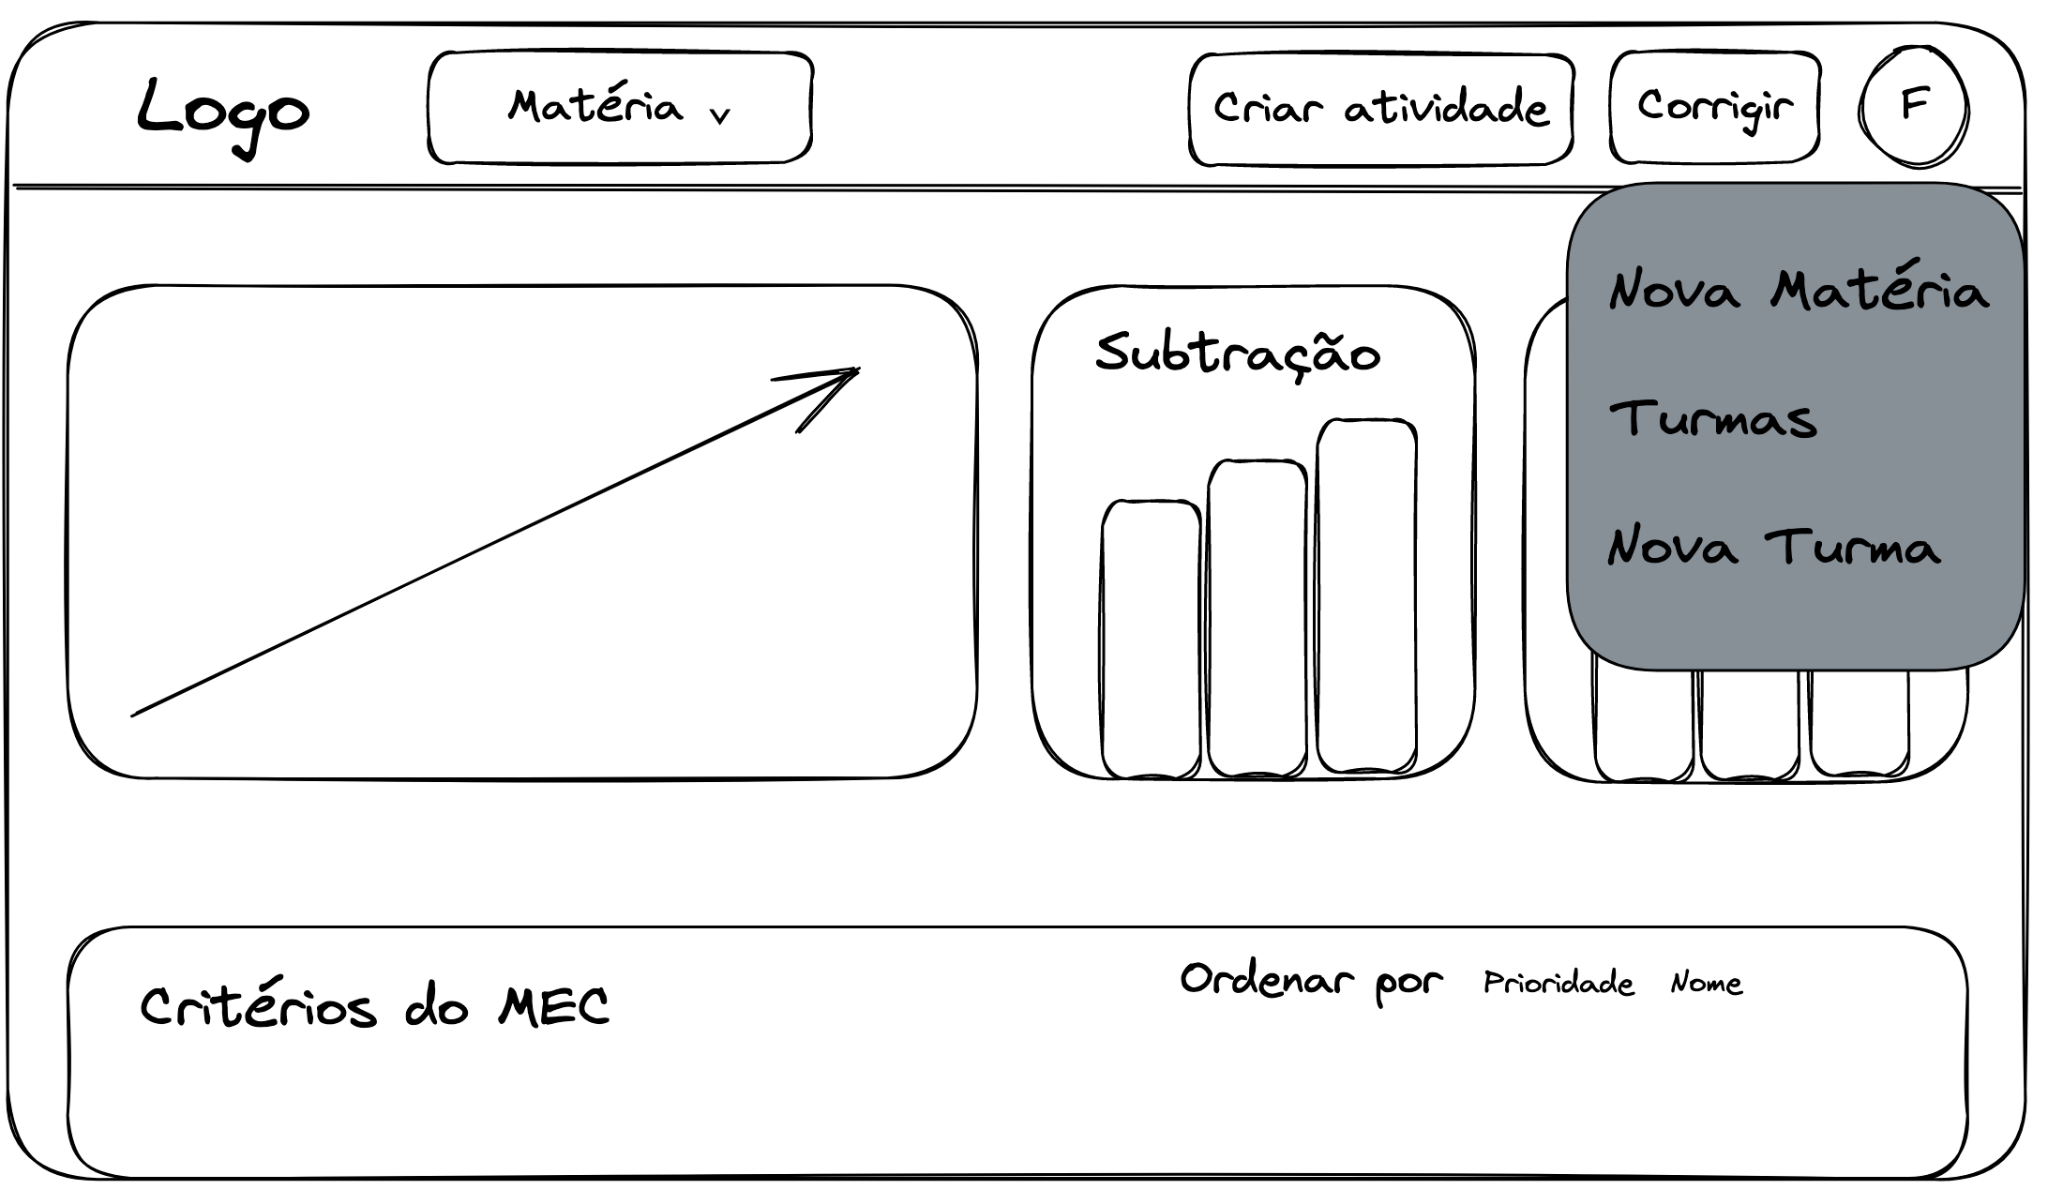 Logo
Matéria v
Criar atividade
Corrigir
F
Nova Matéria
Turmas
Nova Turma
Subtração
Critérios do MEC
Ordenar por Prioridade Nome